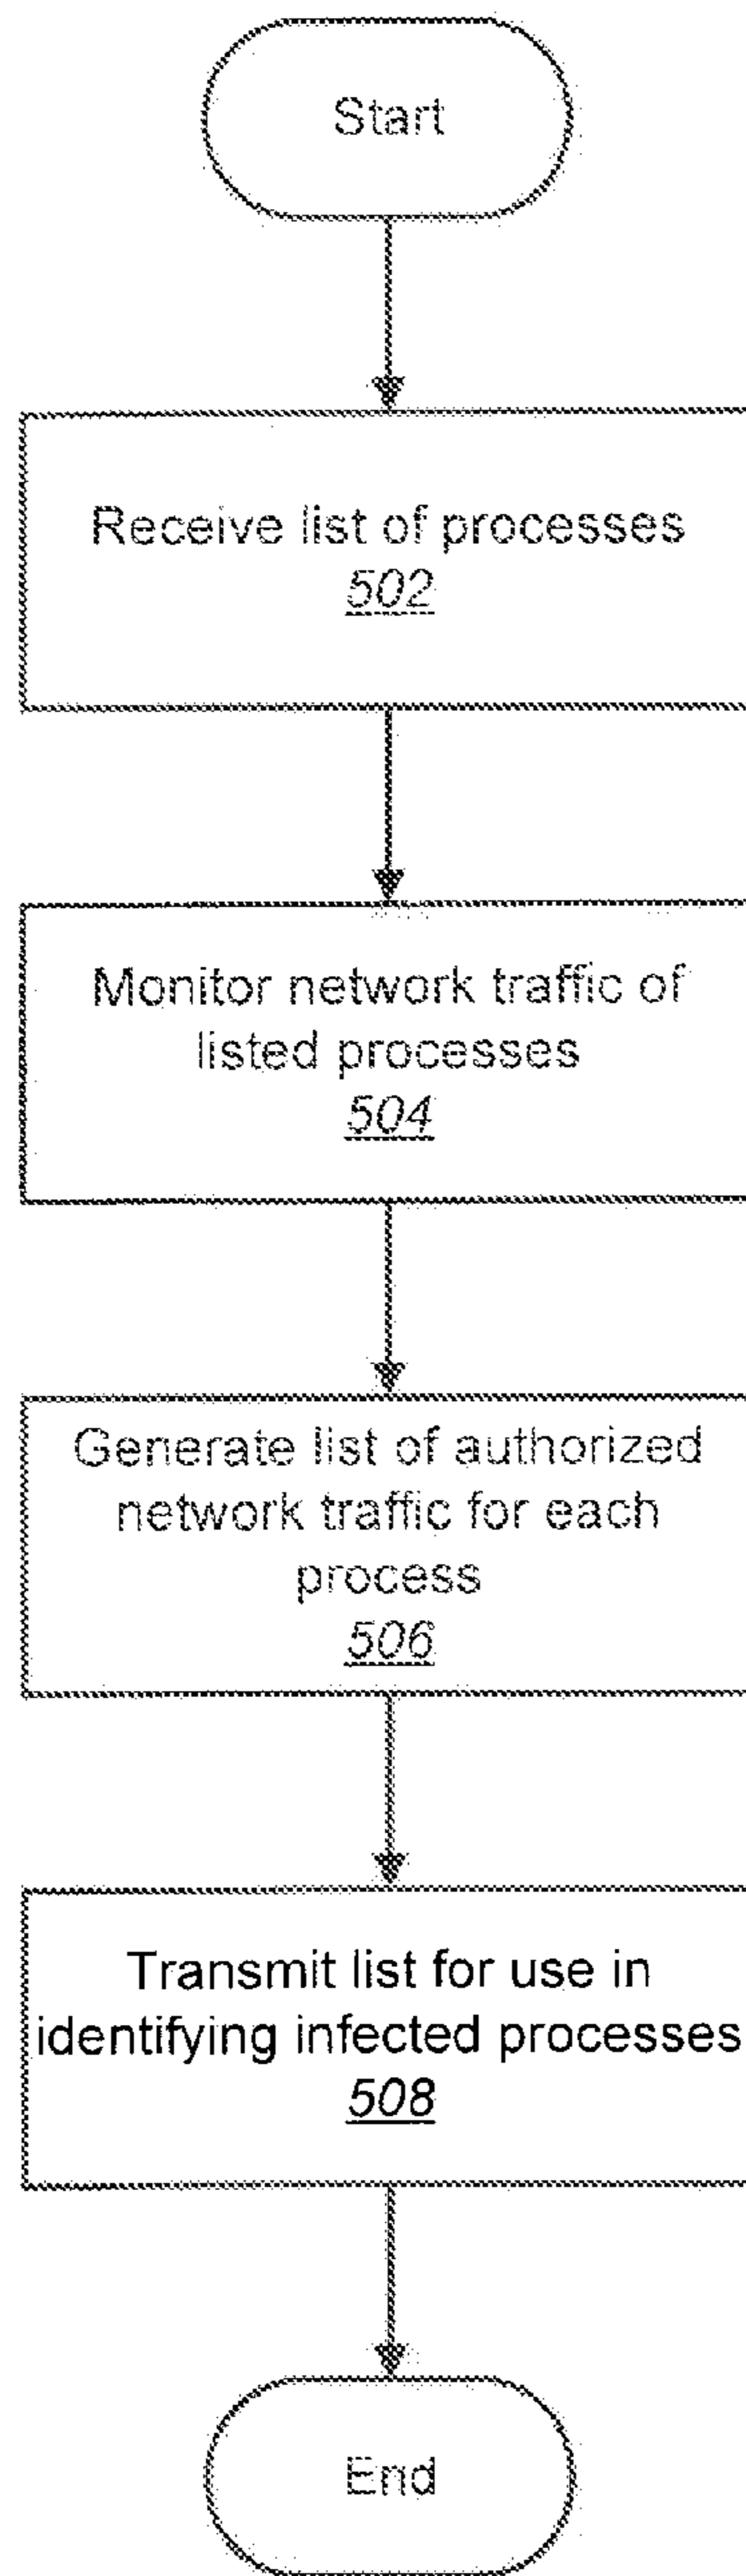 Start
Receive list of processes
502
Monitor network traffic of
listed processes
504
Generate list of authorized
network traffic for each
process
506
Transmit list for use in
identifying infected processes
508
End